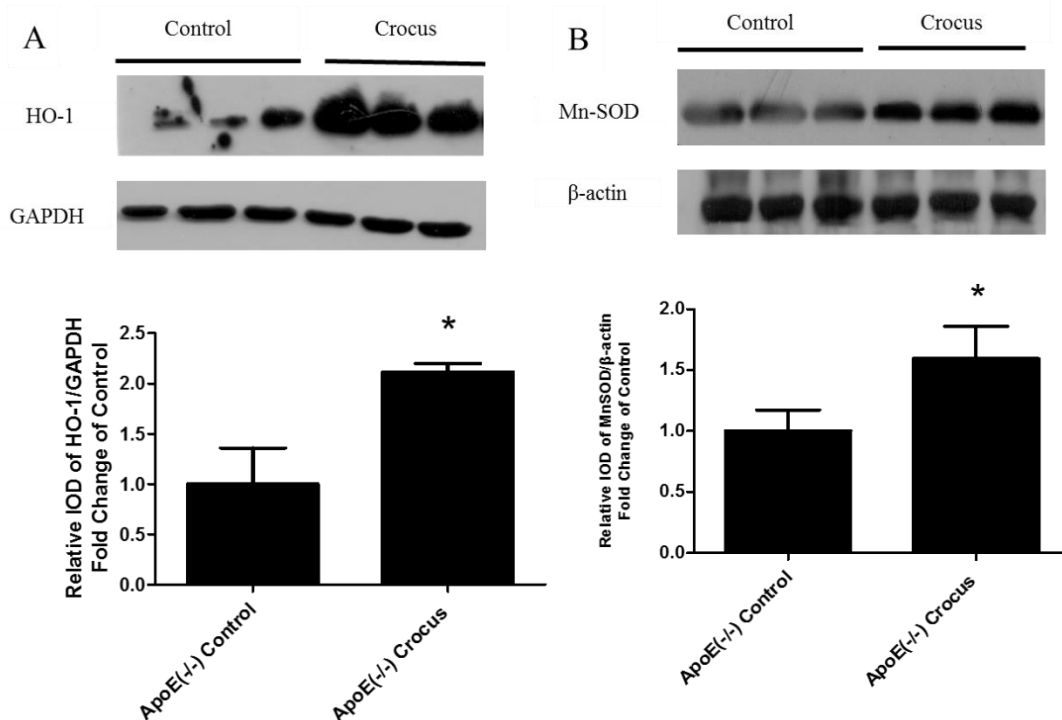 A
Control
Crocus
HO-1
GAPDH
Relative IOD of HO-1/GAPDH
Fold Change of Control
2.5
2.0
1.5
1.0
0.5
0.0
*
ApoE(-/-) Control
ApoE(-/-) Crocus
B
Control
Crocus
Mn-SOD
β-actin
Relative IOD of MnSOD/β-actin
Fold Change of Control
2.0
1.5
1.0
0.5
0.0
*
ApoE(-/-) Control
ApoE(-/-) Crocus